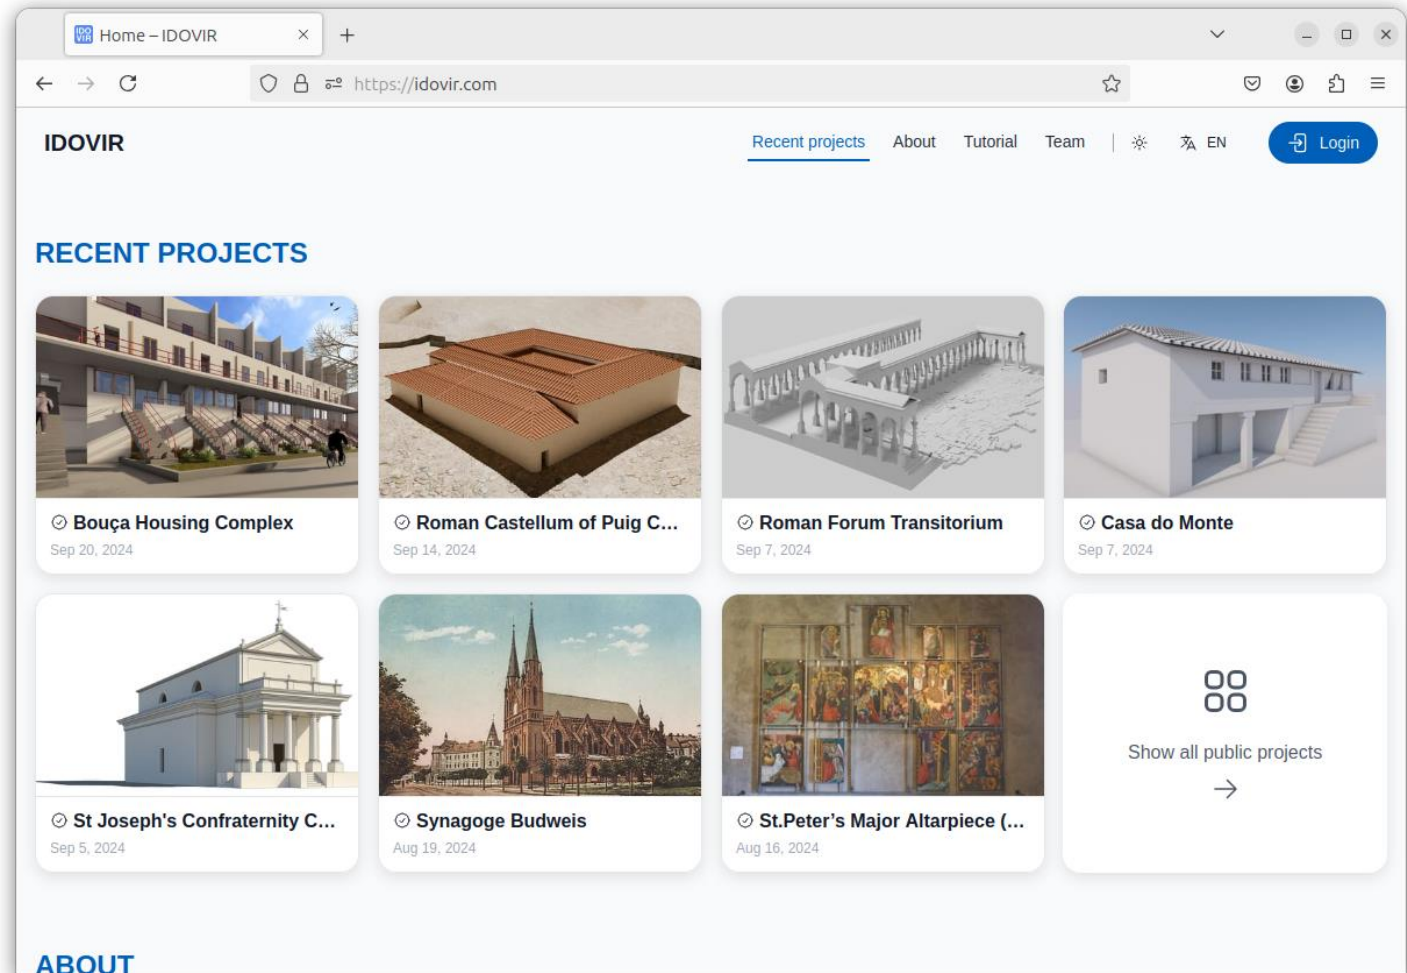 Home – IDOVIR
https://idovir.com
IDOVIR
Recent projects
About
Tutorial
Team
EN
Login
RECENT PROJECTS
Bouça Housing Complex
Sep 20, 2024
Roman Castellum of Puig C...
Sep 14, 2024
Roman Forum Transitorium
Sep 7, 2024
Casa do Monte
Sep 7, 2024
St Joseph's Confraternity C...
Sep 5, 2024
Synagoge Budweis
Aug 19, 2024
St.Peter’s Major Altarpiece (...
Aug 16, 2024
Show all public projects
ABOUT